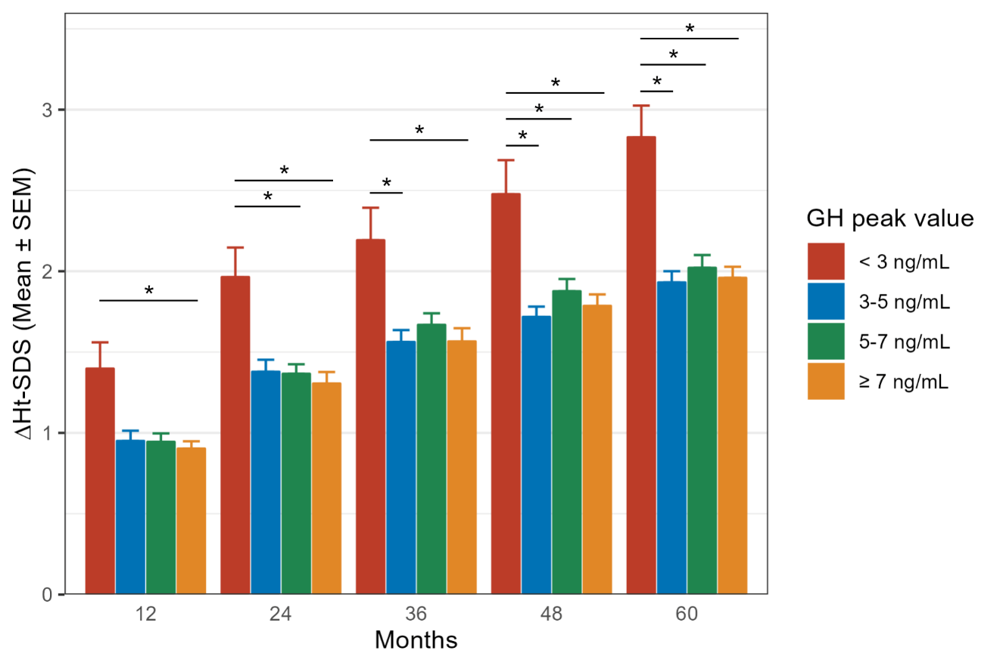 ΔHt-SDS (Mean ± SEM)
3
2
1
0
*
*
*
*
*
*
*
*
*
*
*
12
24
36
48
60
Months
GH peak value
< 3 ng/mL
3-5 ng/mL
5-7 ng/mL
≥ 7 ng/mL